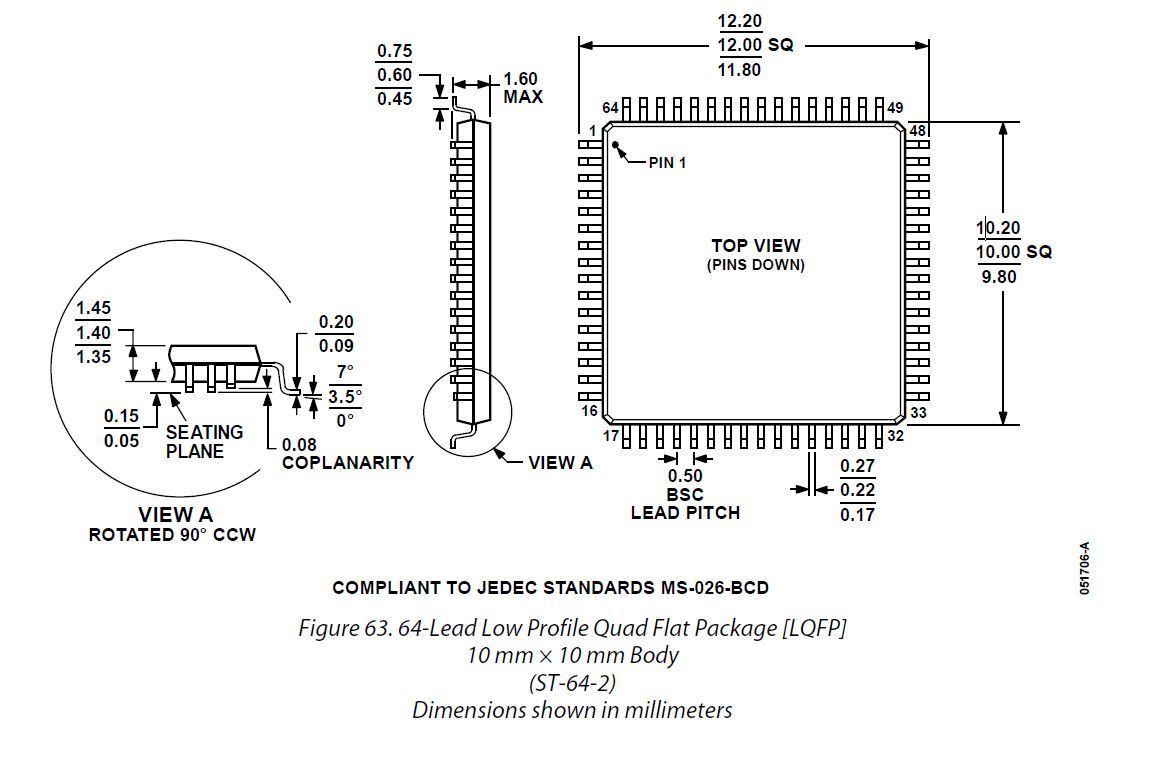 12.20
12.00 SQ
11.80
0.75
0.60
0.45
1.60
MAX
64
49
1
48
PIN 1
TOP VIEW
(PINS DOWN)
10.20
10.00 SQ
9.80
1.45
1.40
1.35
0.20
0.09
7°
3.5°
0°
0.15
0.05
SEATING
PLANE
0.08
COPLANARITY
VIEW A
16
33
17
32
0.50
BSC
LEAD PITCH
0.27
0.22
0.17
VIEW A
ROTATED 90° CCW
051706-A
COMPLIANT TO JEDEC STANDARDS MS-026-BCD
Figure 63. 64-Lead Low Profile Quad Flat Package [LQFP]
10 mm × 10 mm Body
(ST-64-2)
Dimensions shown in millimeters